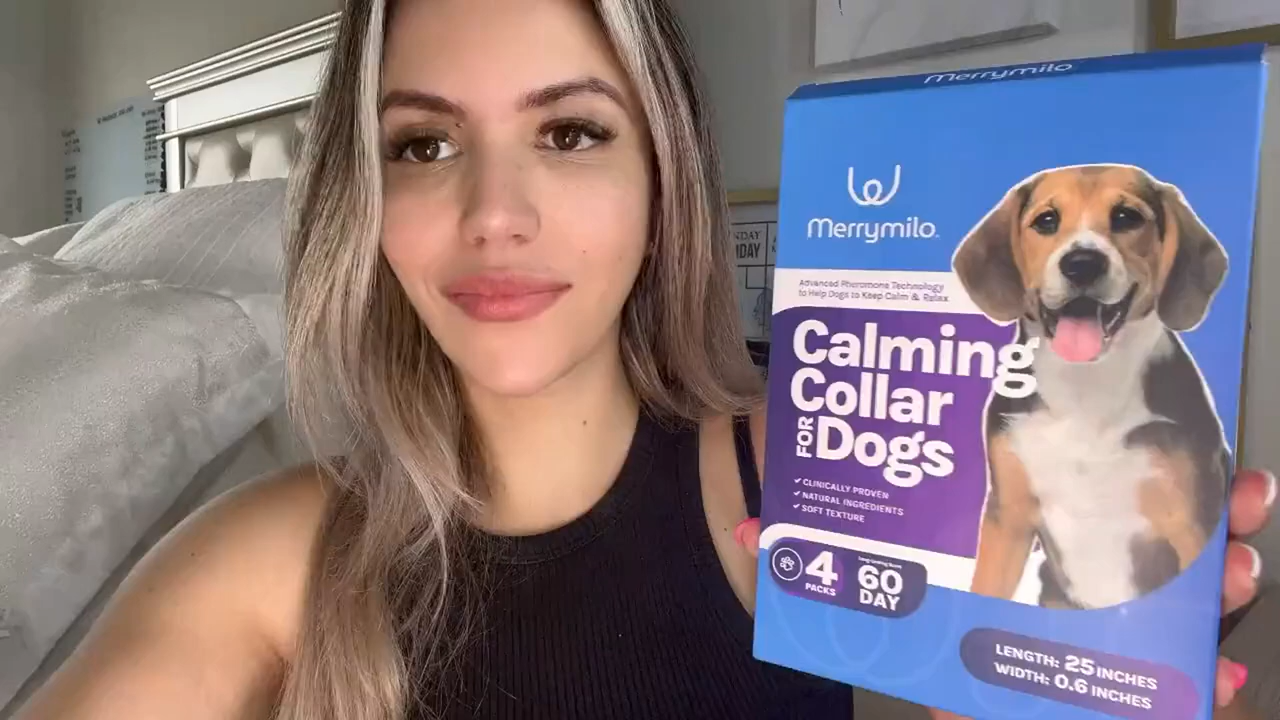 Merrymilo
Merrymilo.
Advanced Pheromone Technology
to Help Dogs to Keep Calm & Relax
Calming
Collar
FOR Dogs
✔ CLINICALLY PROVEN
✔ NATURAL INGREDIENTS
✔ SOFT TEXTURE
4
PACKS
60
DAY
LENGTH: 25 INCHES
WIDTH: 0.6 INCHES